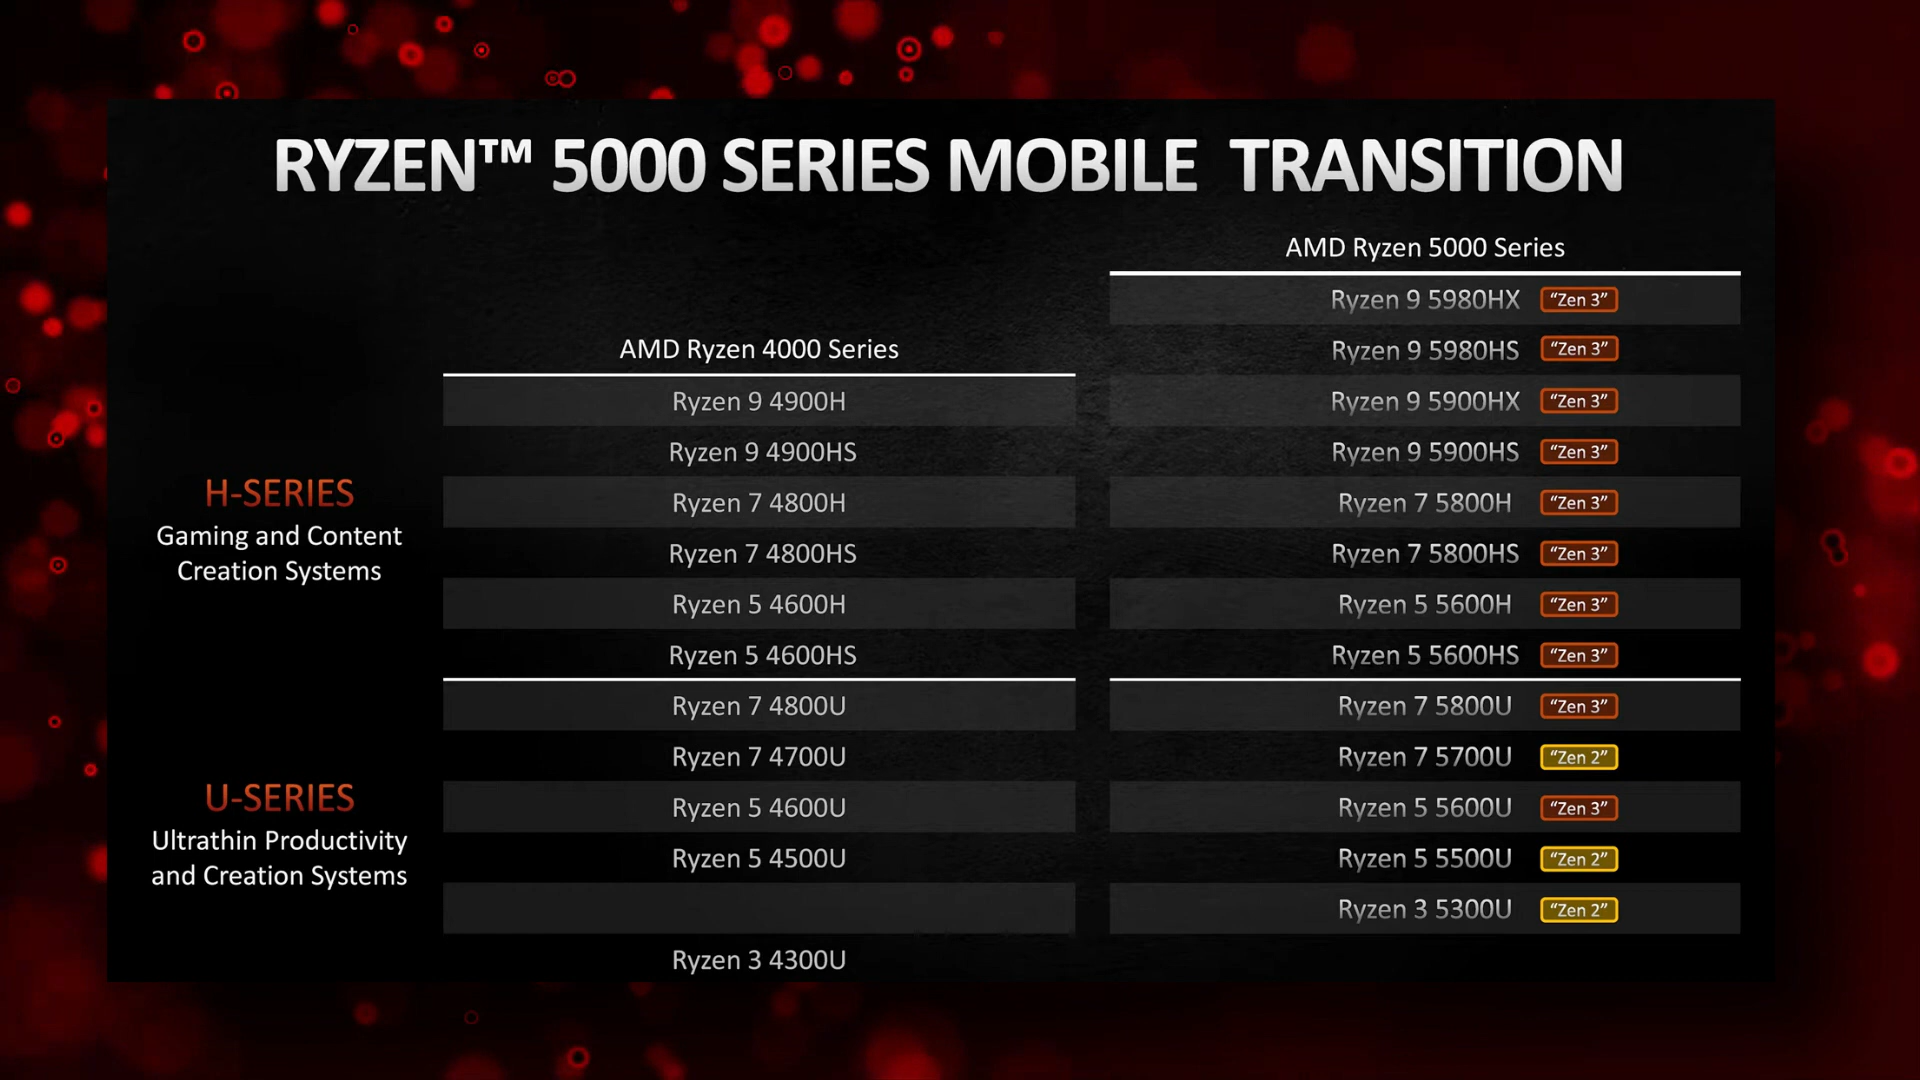 RYZEN™ 5000 SERIES MOBILE TRANSITION
AMD Ryzen 5000 Series
Ryzen 9 5980HX "Zen 3"
AMD Ryzen 4000 Series
Ryzen 9 5980HS “Zen 3”
Ryzen 9 4900H
Ryzen 9 5900HX “Zen 3”
Ryzen 9 4900HS
Ryzen 9 5900HS “Zen 3”
H-SERIES
Gaming and Content
Creation Systems
Ryzen 7 4800H
Ryzen 7 5800H “Zen 3”
Ryzen 7 4800HS
Ryzen 7 5800HS “Zen 3”
Ryzen 5 4600H
Ryzen 5 5600H “Zen 3”
Ryzen 5 4600HS
Ryzen 5 5600HS “Zen 3”
Ryzen 7 4800U
Ryzen 7 5800U “Zen 3”
Ryzen 7 4700U
Ryzen 7 5700U “Zen 2”
U-SERIES
Ultrathin Productivity
and Creation Systems
Ryzen 5 4600U
Ryzen 5 5600U “Zen 3”
Ryzen 5 4500U
Ryzen 5 5500U “Zen 2”
Ryzen 3 5300U “Zen 2”
Ryzen 3 4300U